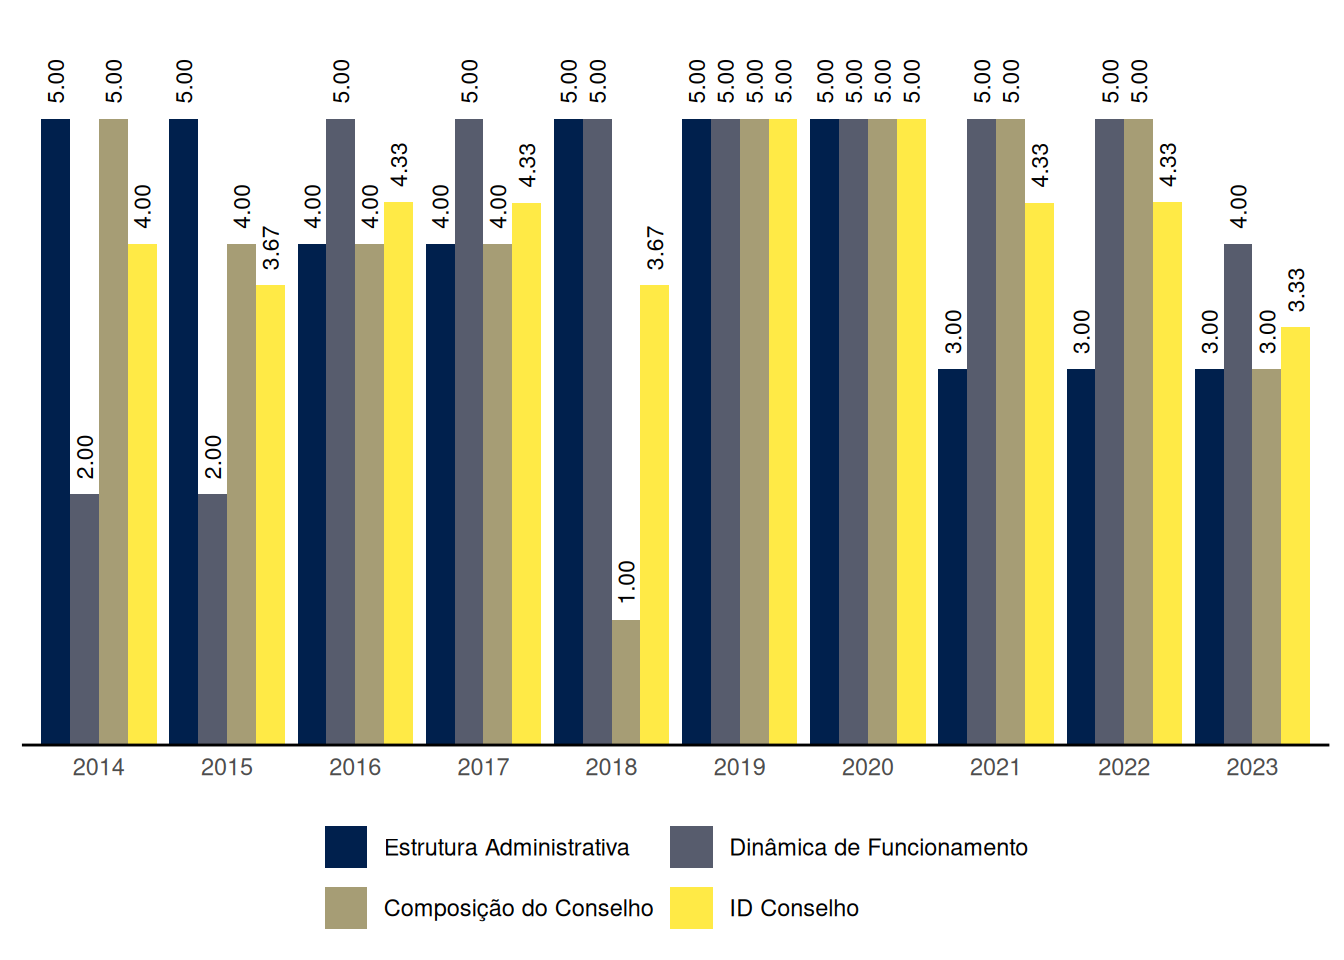 5.00 2.00 5.00 4.00 5.00 2.00 4.00 3.67 4.00 5.00 4.00 4.33 4.00 5.00 4.00 4.33 5.00 5.00 1.00 3.67 5.00 5.00 5.00 5.00 5.00 5.00 5.00 5.00 3.00 5.00 5.00 4.33 3.00 5.00 5.00 4.33 3.00 4.00 3.00 3.33
2014 2015 2016 2017 2018 2019 2020 2021 2022 2023
Estrutura Administrativa Dinâmica de Funcionamento
Composição do Conselho ID Conselho